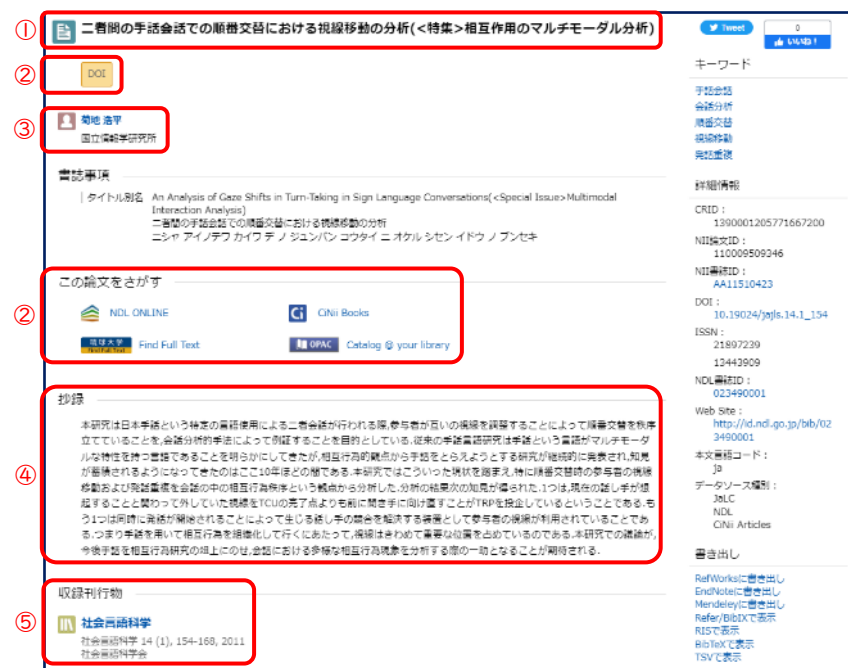 ①
二者間の手話会話での順番交替における視線移動の分析(<特集>相互作用のマルチモーダル分析)
②
DOI
③
菊地 浩平
国立情報学研究所
書誌事項
タイトル別名 An Analysis of Gaze Shifts in Turn-Taking in Sign Language Conversations(<Special Issue>Multimodal
Interaction Analysis)
二者間の手話会話での順番交替における視線移動の分析
ニシャ アイノテワ カイワ デ ノ ジュンバン コウタイ ニ オケル シセン イドウ ノ ブンセキ
②
この論文をさがす
NDL ONLINE
Ci CiNii Books
琉球大学 Find Full Text
Find Full Text
OPAC Catalog @ your library
④
抄録
本研究は日本手話という特定の言語使用による二者会話が行われる際,参与者が互いの視線を調整することによって順番交替を秩序
立てていることを,会話分析的手法によって例証することを目的としている.従来の手話言語研究は手話という言語がマルチモーダ
ルな特性を持つ言語であることを明らかにしてきたが,相互行為的観点から手話をとらえようとする研究が継続的に発表され,知見
が蓄積されるようになってきたのはここ10年ほどの間である.本研究ではこういった現状を踏まえ,特に順番交替時の参与者の視線
移動および発話重複を会話の中の相互行為秩序という観点から分析した.分析の結果次の知見が得られた.1つは,現在の話し手が想
起することと関わって外していた視線をTCUの完了点よりも前に聞き手に向け直すことがTRPを投企しているということである.も
う1つは同時に発話が開始されることによって生じる話し手の競合を解決する装置として参与者の視線が利用されていることであ
る.つまり手話を用いて相互行為を組織化して行くにあたって,視線はきわめて重要な位置を占めているのである.本研究での議論が,
今後手話を相互行為研究の俎上にのせ,会話における多様な相互行為現象を分析する際の一助となることが期待される.
⑤
収録刊行物
社会言語科学
社会言語科学 14 (1), 154-168, 2011
社会言語科学会
Tweet
0
いいね!
キーワード
手話会話
会話分析
順番交替
視線移動
発話重複
詳細情報
CRID :
1390001205771667200
NII論文ID :
110009509346
NII書誌ID :
AA11510423
DOI :
10.19024/jajls.14.1_154
ISSN :
21897239
13443909
NDL書誌ID :
023490001
Web Site :
http://id.ndl.go.jp/bib/02
3490001
本文言語コード :
ja
データソース種別 :
JaLC
NDL
CiNii Articles
書き出し
RefWorksに書き出し
EndNoteに書き出し
Mendeleyに書き出し
Refer/BibIXで表示
RISで表示
BibTeXで表示
TSVで表示